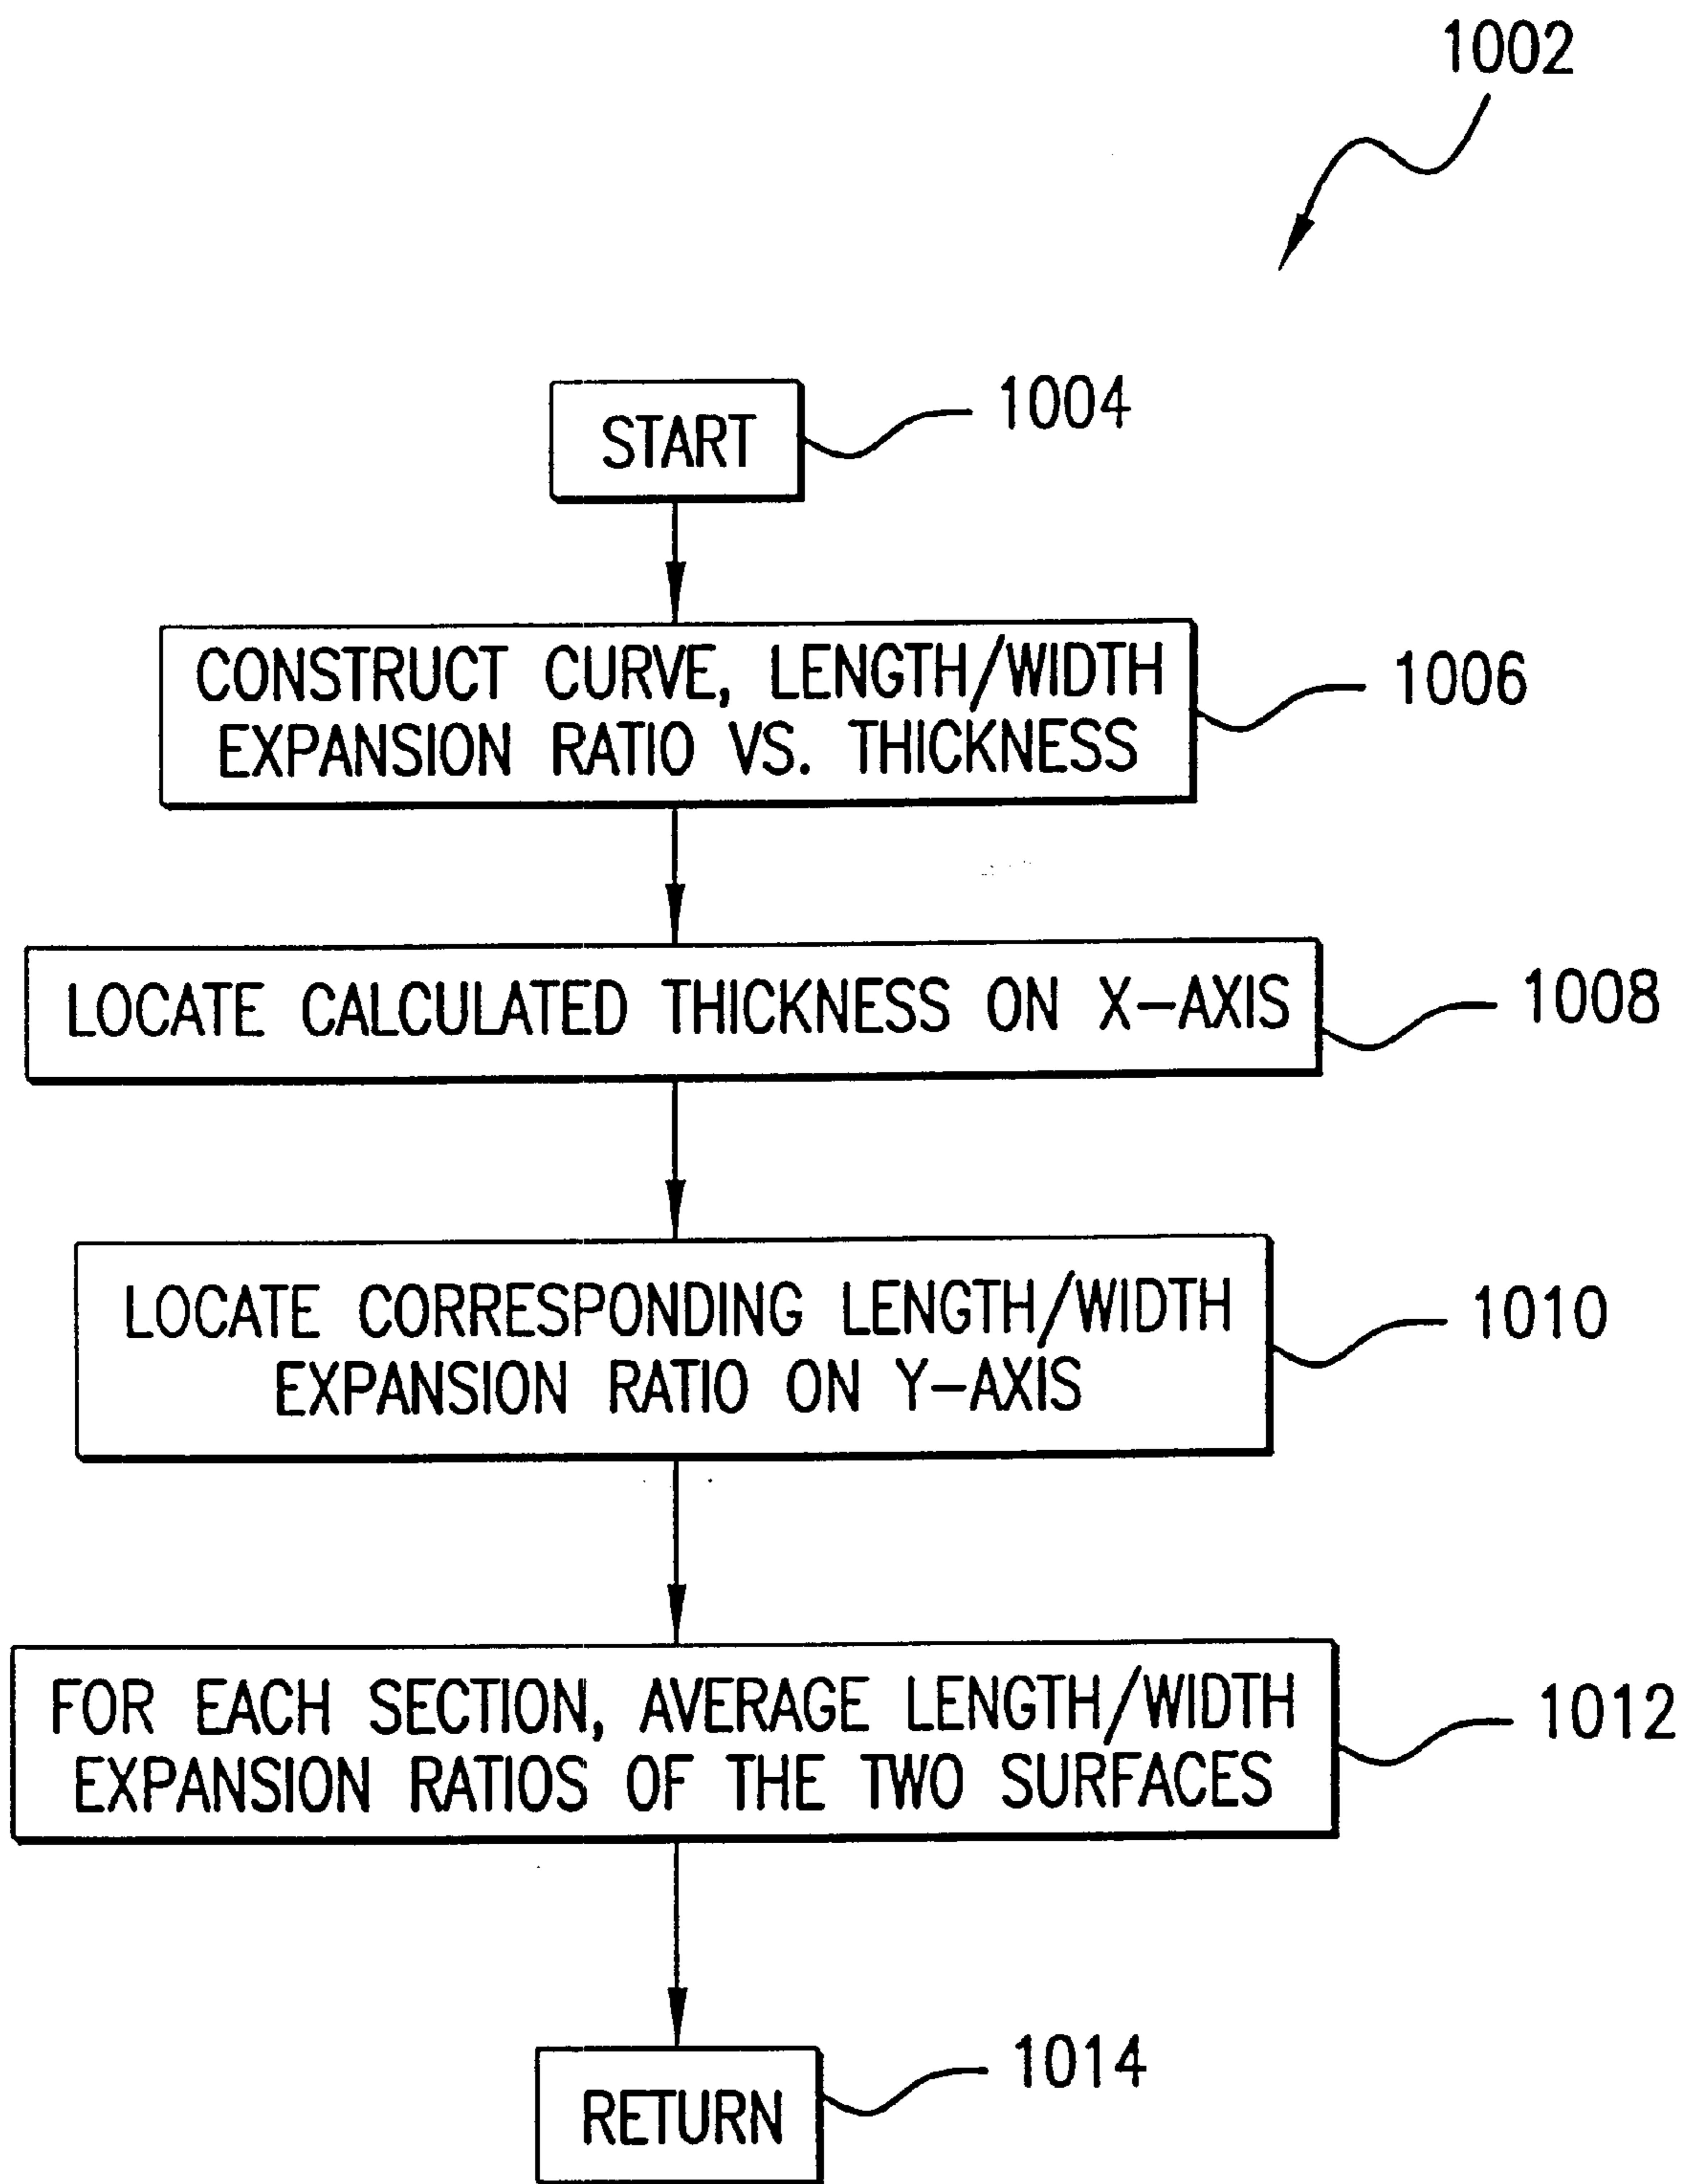 1002
START
1004
CONSTRUCT CURVE, LENGTH/WIDTH
EXPANSION RATIO VS. THICKNESS
1006
LOCATE CALCULATED THICKNESS ON X-AXIS
1008
LOCATE CORRESPONDING LENGTH/WIDTH
EXPANSION RATIO ON Y-AXIS
1010
FOR EACH SECTION, AVERAGE LENGTH/WIDTH
EXPANSION RATIOS OF THE TWO SURFACES
1012
RETURN
1014